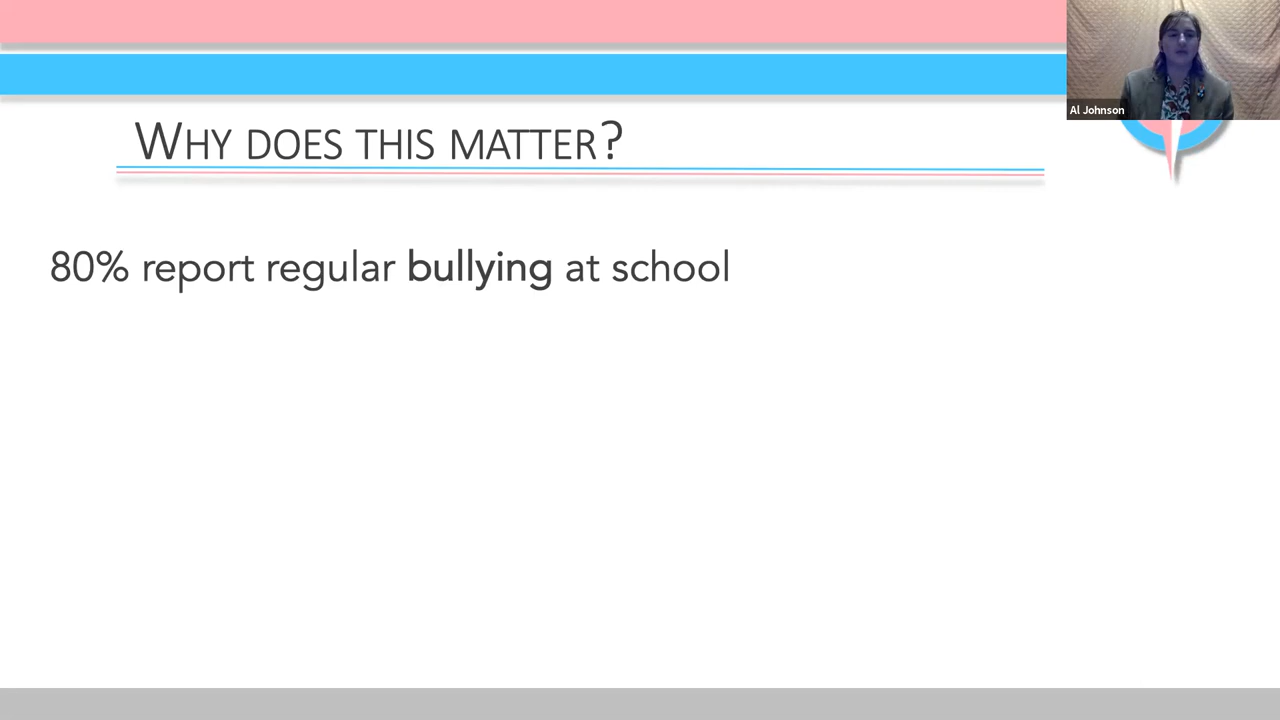 Al Johnson
WHY DOES THIS MATTER?
80% report regular bullying at school